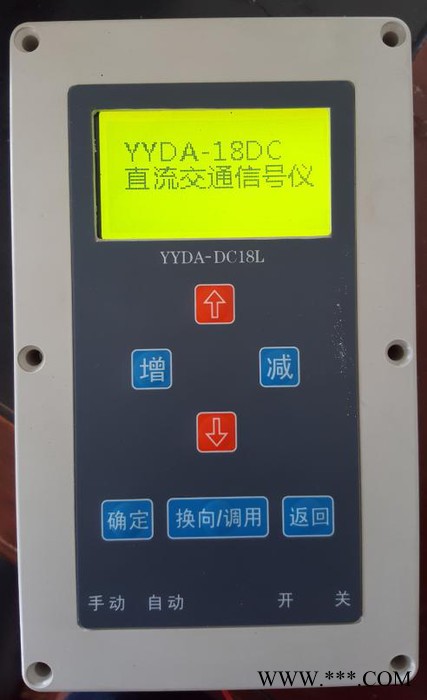 YYDA-18DC
直流交通信号仪
YYDA-DC18L
增 减
确定 换向/调用 返回
手动 自动 开 关
WWW.***.COM